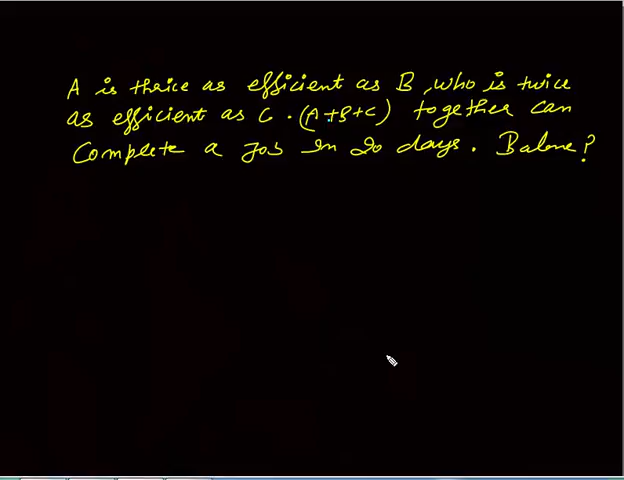 A is thrice as efficient as B, who is twice
as efficient as C. (A+B+C) together can
Complete a Job In 20 days. B alone?